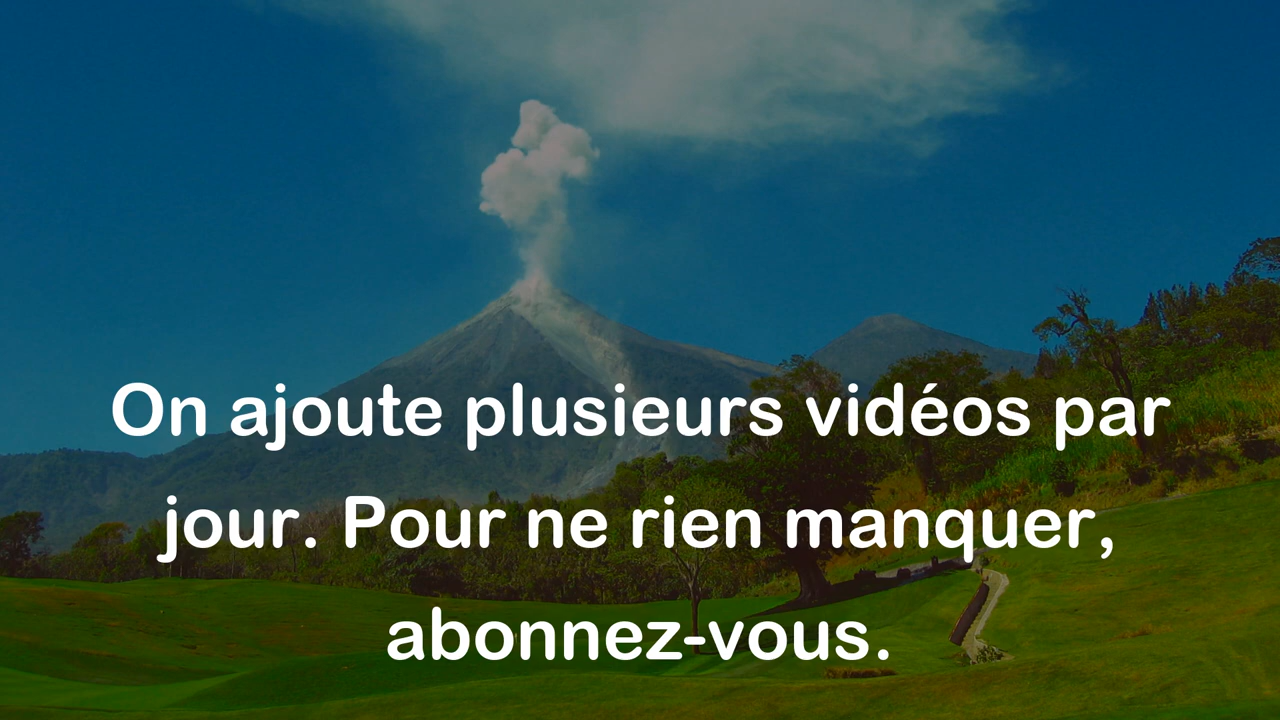 On ajoute plusieurs vidéos par
jour. Pour ne rien manquer,
abonnez-vous.